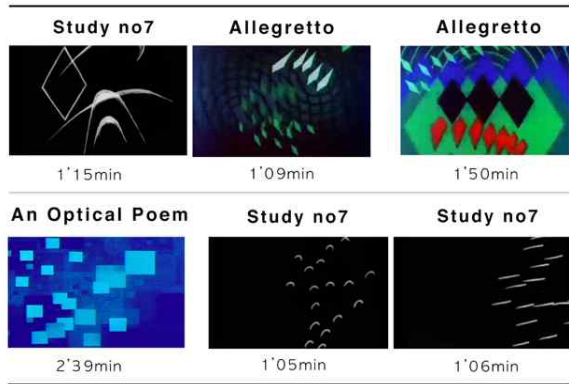 Study no7 Allegretto Allegretto
1'15min 1'09min 1'50min
An Optical Poem Study no7 Study no7
2'39min 1'05min 1'06min